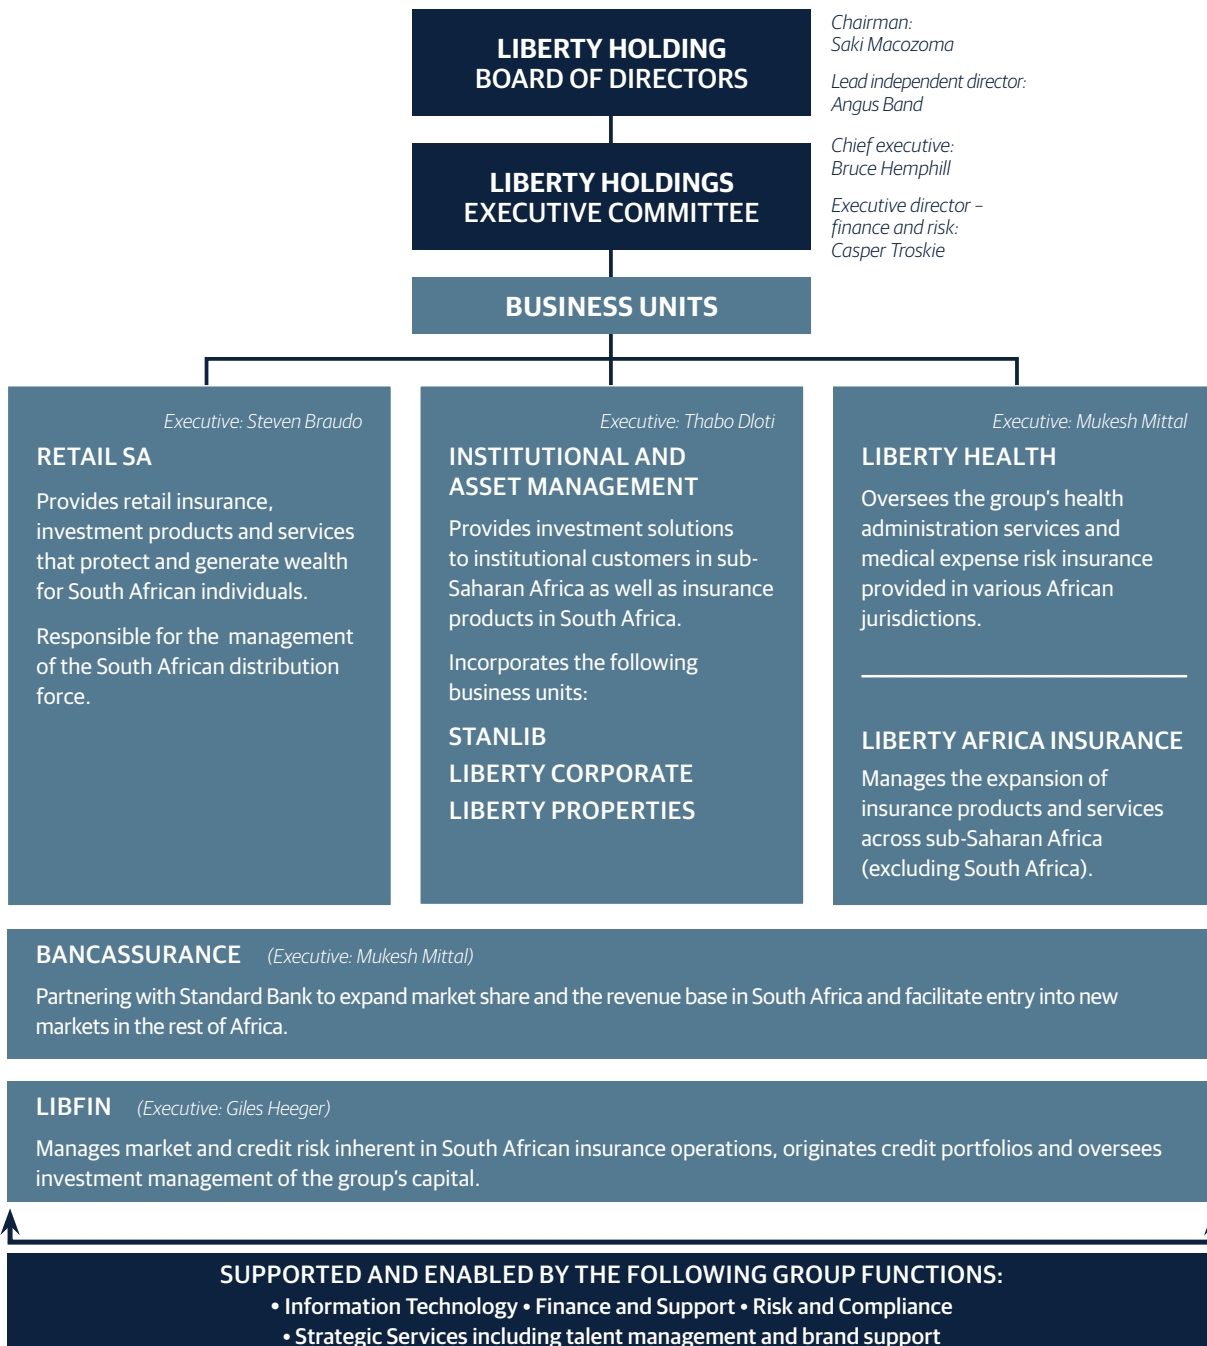 LIBERTY HOLDING
BOARD OF DIRECTORS
Chairman:
Saki Macozoma
Lead independent director:
Angus Band
LIBERTY HOLDINGS
EXECUTIVE COMMITTEE
Chief executive:
Bruce Hemphill
Executive director –
finance and risk:
Casper Troskie
BUSINESS UNITS
Executive: Steven Braudo
RETAIL SA
Provides retail insurance,
investment products and services
that protect and generate wealth
for South African individuals.
Responsible for the management
of the South African distribution
force.
Executive: Thabo Dloti
INSTITUTIONAL AND
ASSET MANAGEMENT
Provides investment solutions
to institutional customers in sub-
Saharan Africa as well as insurance
products in South Africa.
Incorporates the following
business units:
STANLIB
LIBERTY CORPORATE
LIBERTY PROPERTIES
Executive: Mukesh Mittal
LIBERTY HEALTH
Oversees the group's health
administration services and
medical expense risk insurance
provided in various African
jurisdictions.
LIBERTY AFRICA INSURANCE
Manages the expansion of
insurance products and services
across sub-Saharan Africa
(excluding South Africa).
BANCASSURANCE (Executive: Mukesh Mittal)
Partnering with Standard Bank to expand market share and the revenue base in South Africa and facilitate entry into new
markets in the rest of Africa.
LIBFIN (Executive: Giles Heeger)
Manages market and credit risk inherent in South African insurance operations, originates credit portfolios and oversees
investment management of the group's capital.
SUPPORTED AND ENABLED BY THE FOLLOWING GROUP FUNCTIONS:
• Information Technology • Finance and Support • Risk and Compliance
• Strategic Services including talent management and brand support